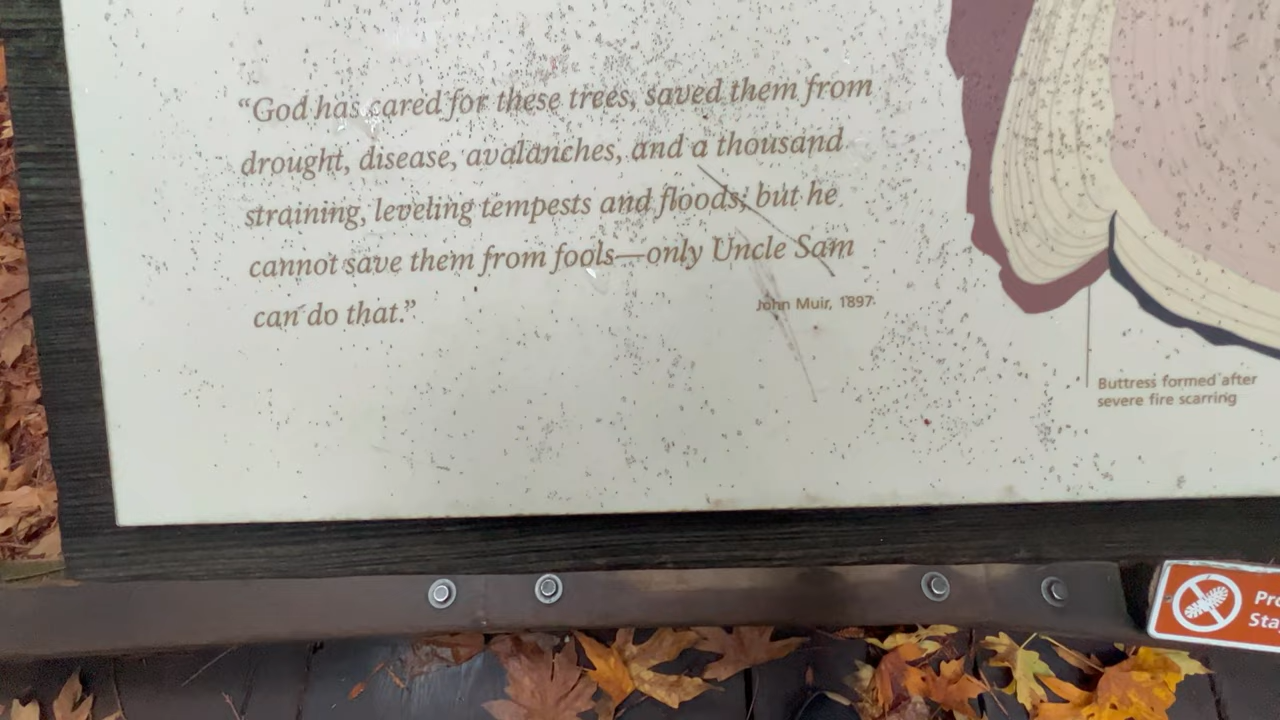 “God has cared for these trees, saved them from
drought, disease, avalanches, and a thousand
straining, leveling tempests and floods; but he
cannot save them from fools—only Uncle Sam
can do that.”
John Muir, 1897
Buttress formed after
severe fire scarring